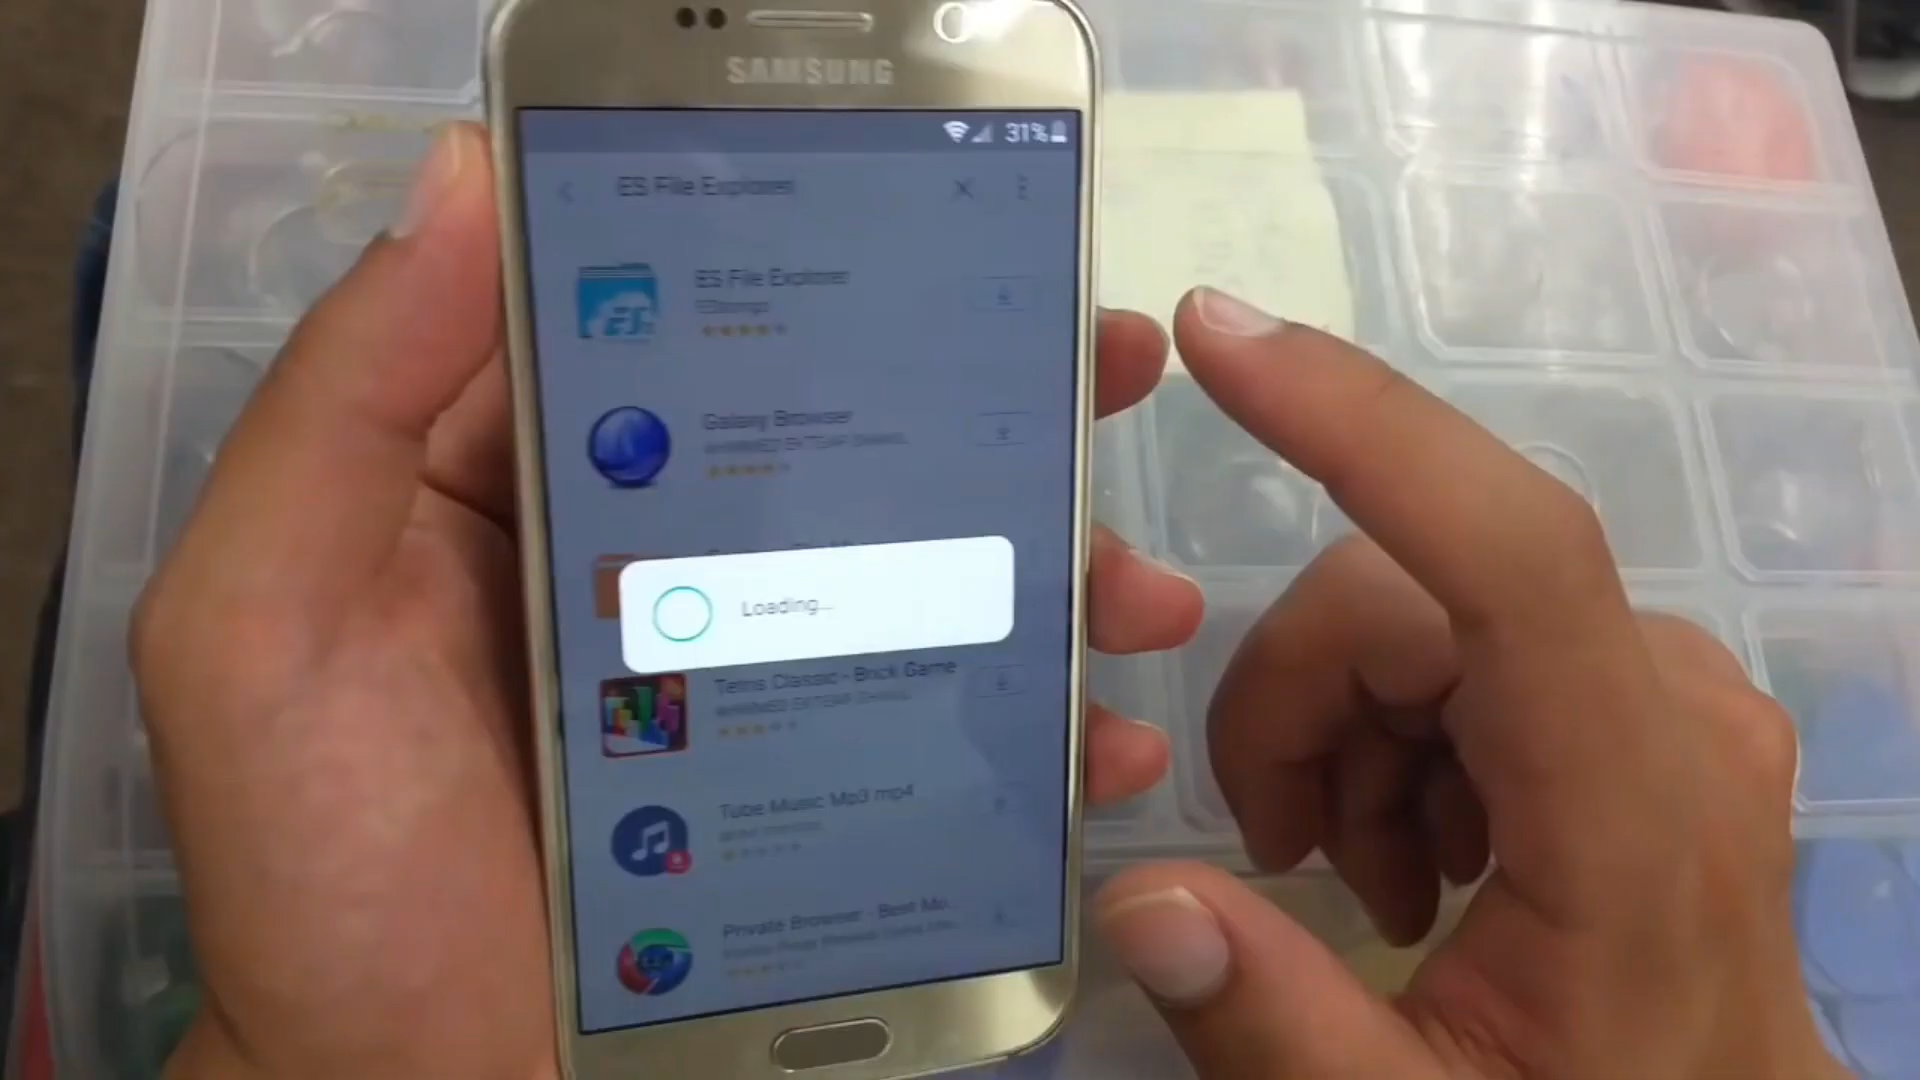 SAMSUNG
31%
ES File Explorer
ES File Explorer
Galaxy Browser
Loading...
Tetris Classic - Brick Game
Tube Music Mp3 mp4
Private Browser - Best Mo...